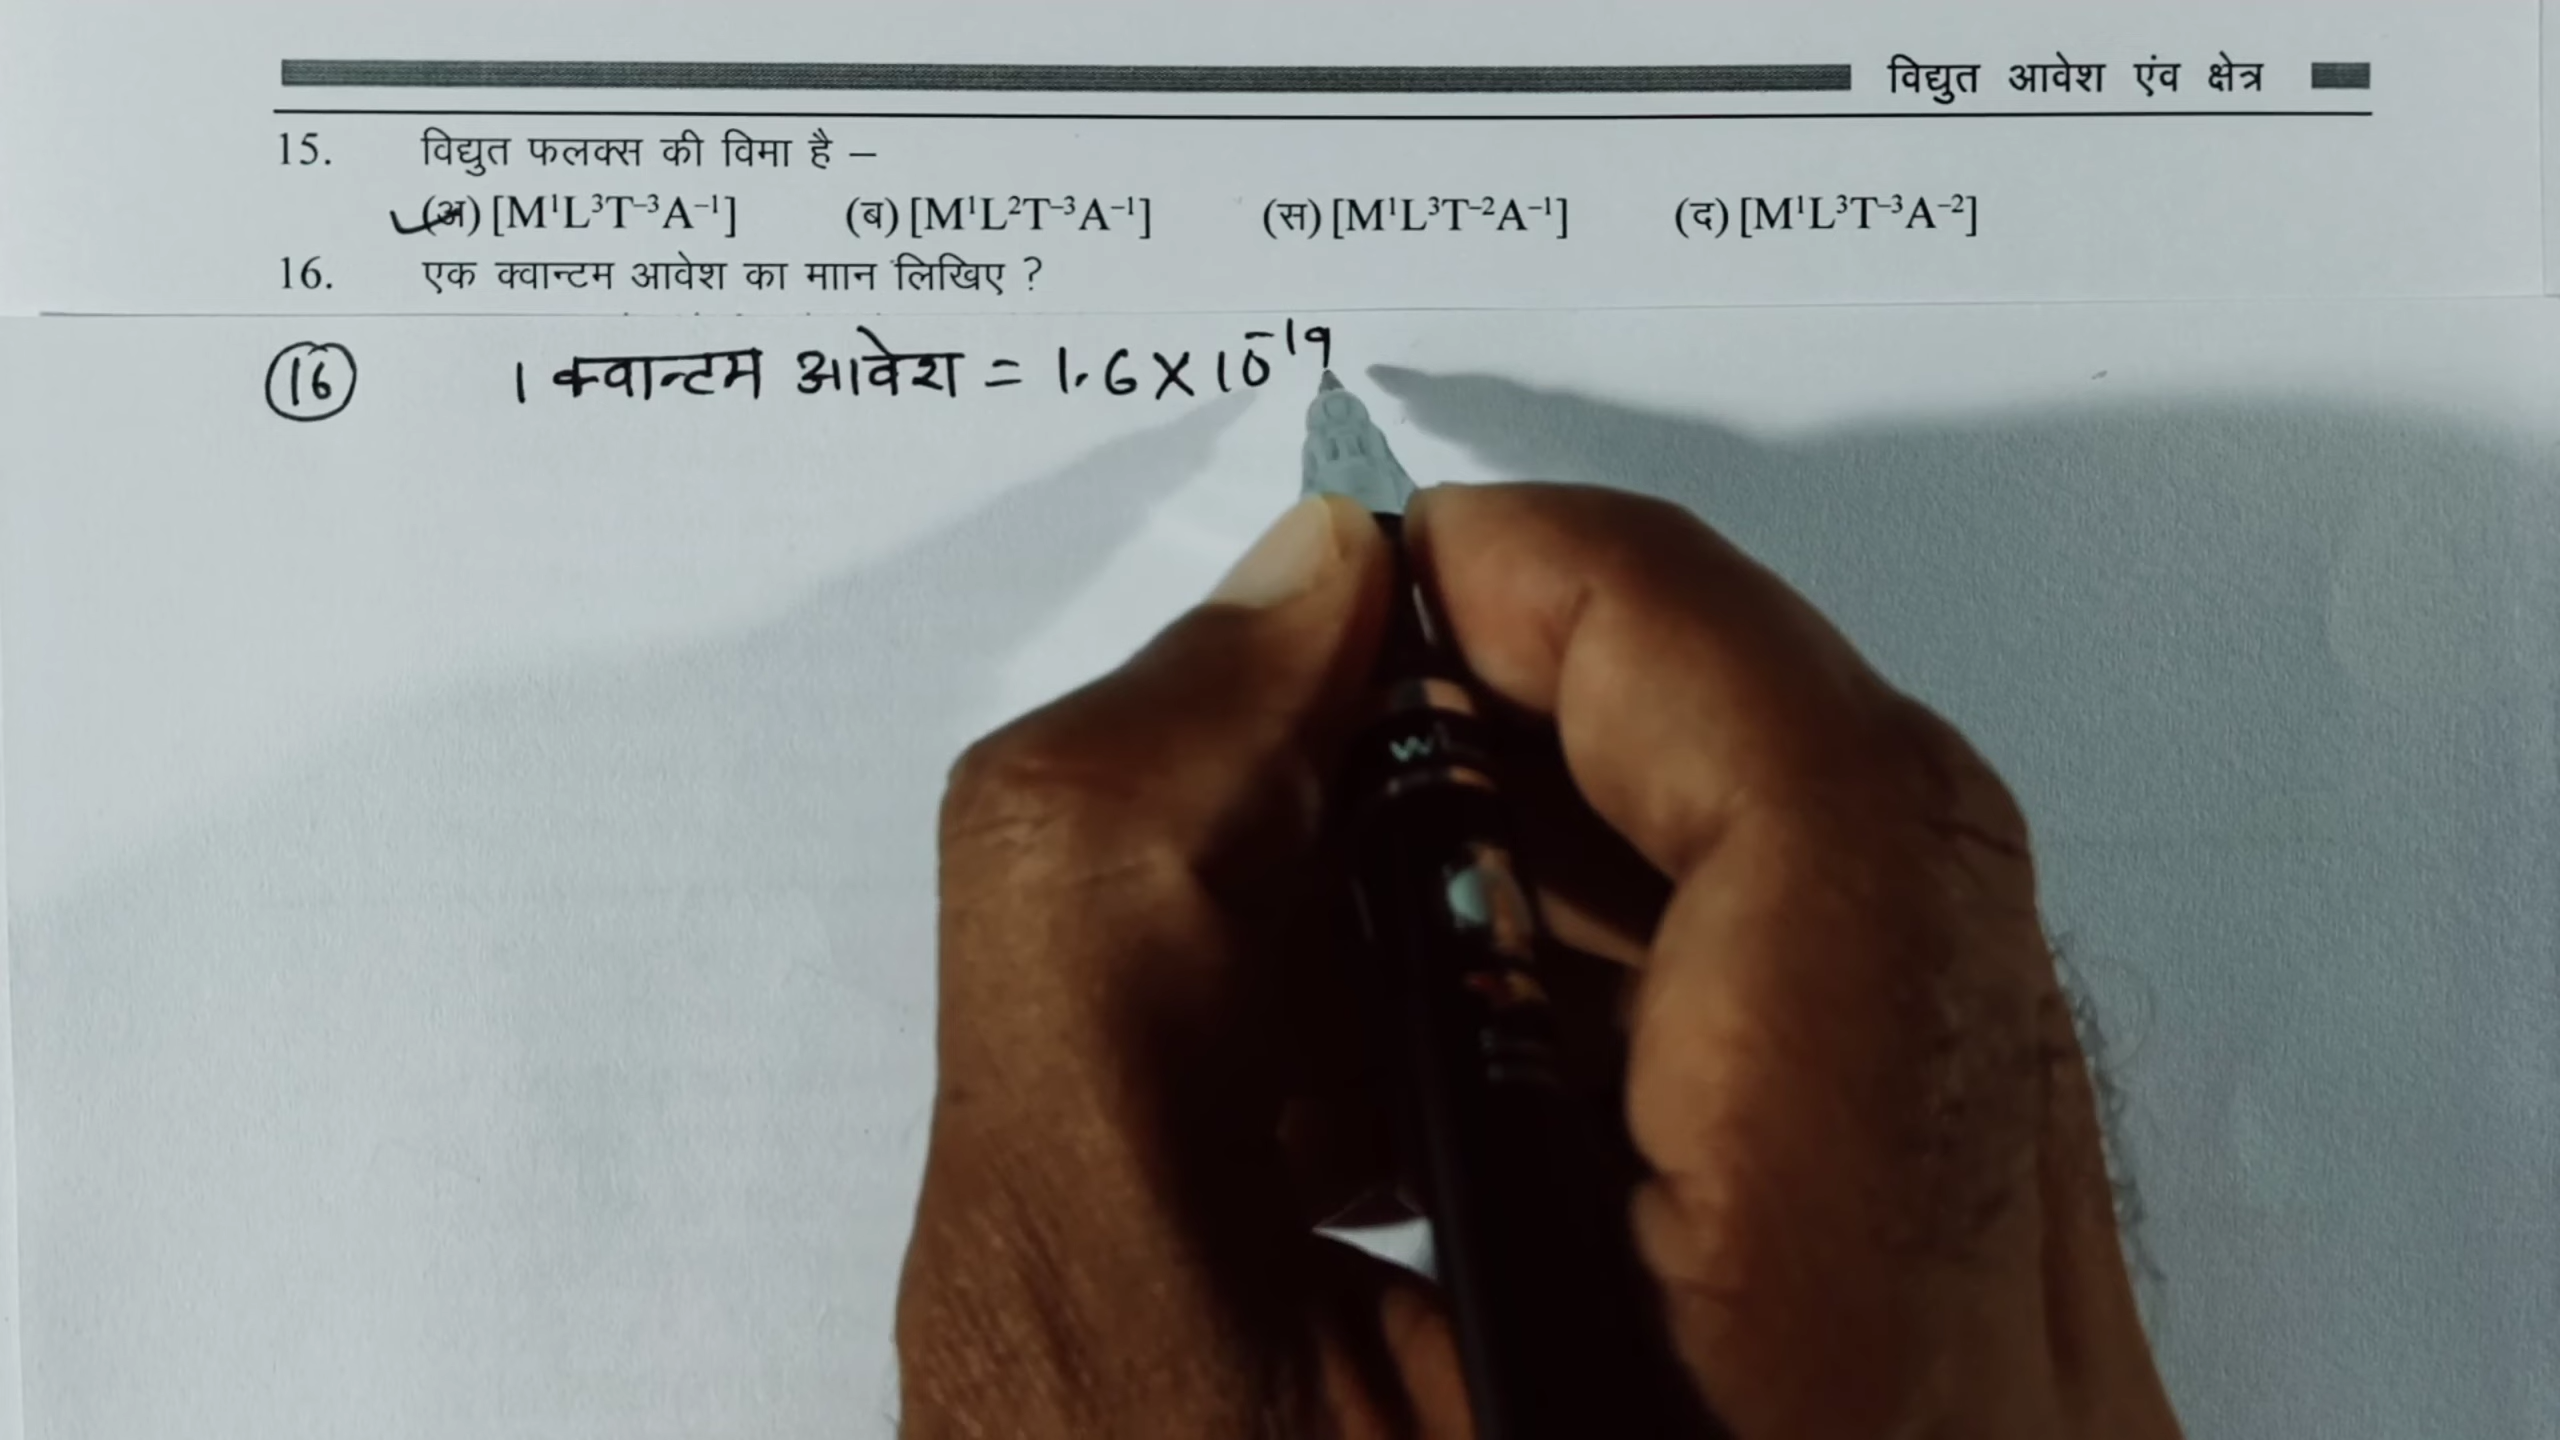 विद्युत आवेश एंव क्षेत्र
15. विद्युत फलक्स की विमा है –
(अ) [M¹L³T⁻³A⁻¹] (ब) [M¹L²T⁻³A⁻¹] (स) [M¹L³T⁻²A⁻¹] (द) [M¹L³T⁻³A⁻²]
16. एक क्वान्टम आवेश का माान लिखिए ?
16 1 क्वान्टम आवेश = 1.6 × 10⁻¹⁹